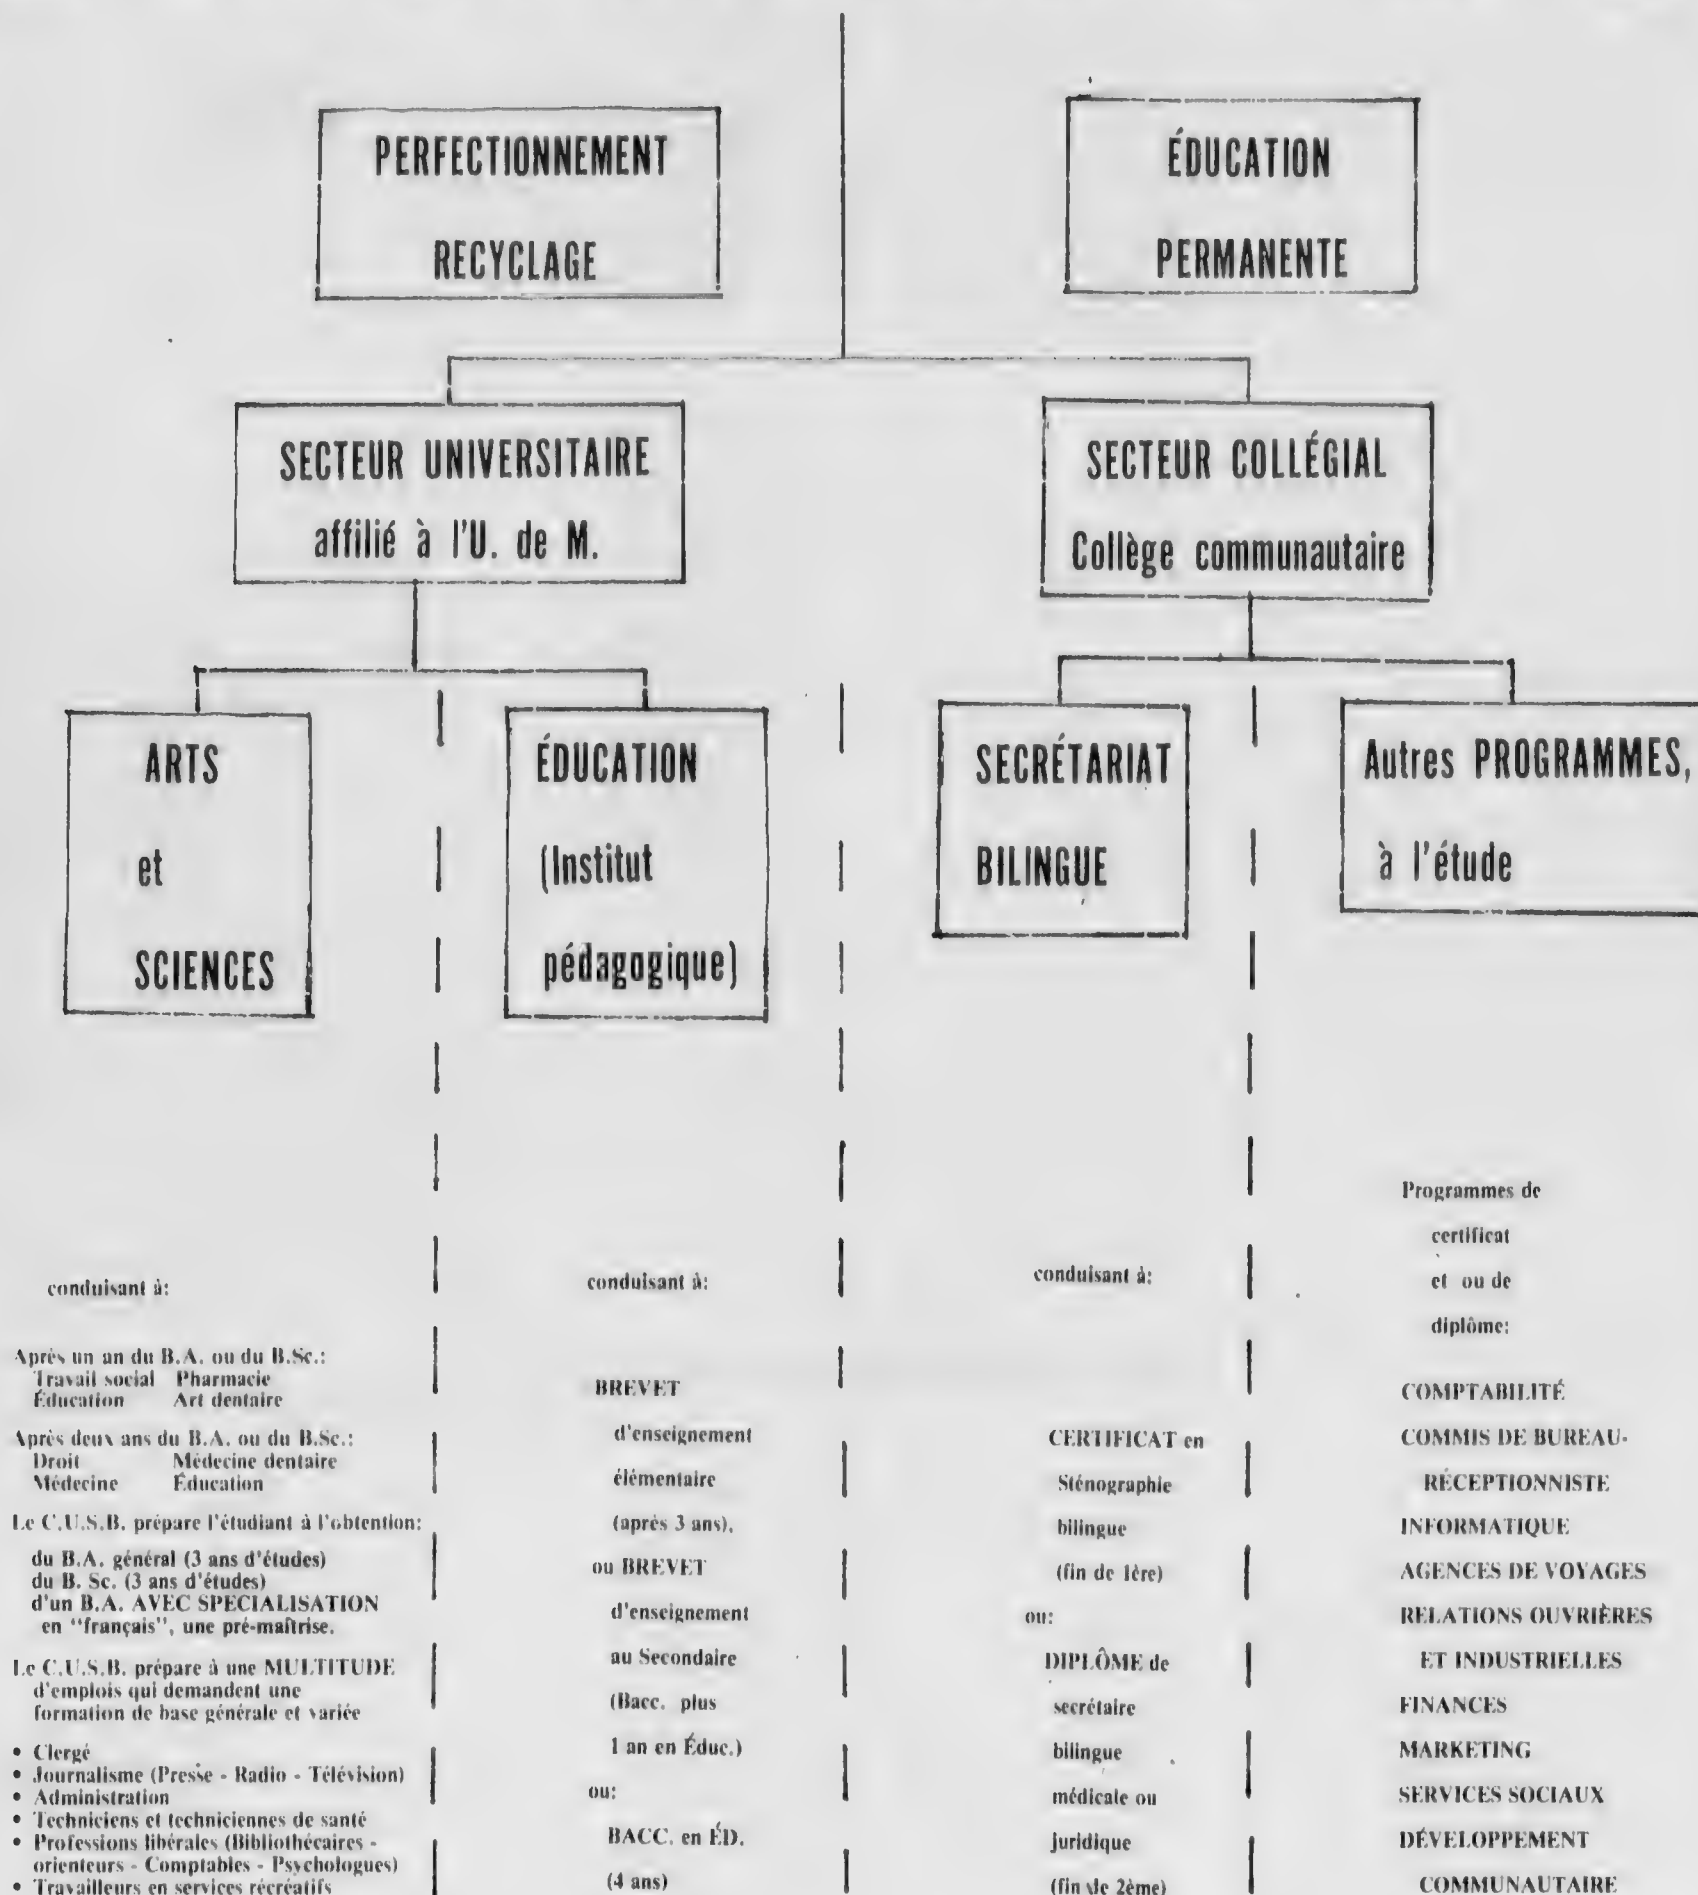 PERFECTIONNEMENT
RECYCLAGE
ÉDUCATION
PERMANENTE
SECTEUR UNIVERSITAIRE
affilié à l'U. de M.
SECTEUR COLLÉGIAL
Collège communautaire
ARTS
et
SCIENCES
ÉDUCATION
(Institut
pédagogique)
SECRÉTARIAT
BILINGUE
Autres PROGRAMMES,
à l'étude
conduisant à:
Après un an du B.A. ou du B.Sc.:
Travail social Pharmacie
Éducation Art dentaire
Après deux ans du B.A. ou du B.Sc.:
Droit Médecine dentaire
Médecine Éducation
Le C.U.S.B. prépare l'étudiant à l'obtention:
du B.A. général (3 ans d'études)
du B. Sc. (3 ans d'études)
d'un B.A. AVEC SPECIALISATION
en "français", une pré-maîtrise.
Le C.U.S.B. prépare à une MULTITUDE
d'emplois qui demandent une
formation de base générale et variée
• Clergé
• Journalisme (Presse - Radio - Télévision)
• Administration
• Techniciens et techniciennes de santé
• Professions libérales (Bibliothécaires -
orienteurs - Comptables - Psychologues)
• Travailleurs en services récréatifs
conduisant à:
BREVET
d'enseignement
élémentaire
(après 3 ans),
ou BREVET
d'enseignement
au Secondaire
(Bacc. plus
1 an en Éduc.)
ou:
BACC. en ÉD.
(4 ans)
conduisant à:
CERTIFICAT en
Sténographie
bilingue
(fin de 1ère)
ou:
DIPLÔME de
secrétaire
bilingue
médicale ou
juridique
(fin de 2ème)
Programmes de
certificat
et ou de
diplôme:
COMPTABILITÉ
COMMIS DE BUREAU-
RÉCEPTIONNISTE
INFORMATIQUE
AGENCES DE VOYAGES
RELATIONS OUVRIÈRES
ET INDUSTRIELLES
FINANCES
MARKETING
SERVICES SOCIAUX
DÉVELOPPEMENT
COMMUNAUTAIRE